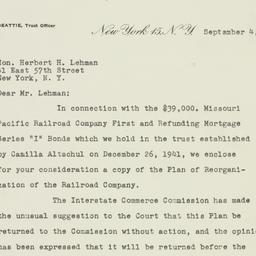 BEATTIE, Trust Officer
New York 15, N. Y. September 4,
Hon. Herbert H. Lehman
41 East 57th Street
New York, N. Y.
Dear Mr. Lehman:
In connection with the $39,000. Missouri
Pacific Railroad Company First and Refunding Mortgage
Series "I" Bonds which we hold in the trust established
by Camilla Altschul on December 26, 1941, we enclose
for your consideration a copy of the Plan of Reorgani-
zation of the Railroad Company.
The Interstate Commerce Commission has made
the unusual suggestion to the Court that this Plan be
returned to the Commission without action, and the opinio
has been expressed that it will be returned before the